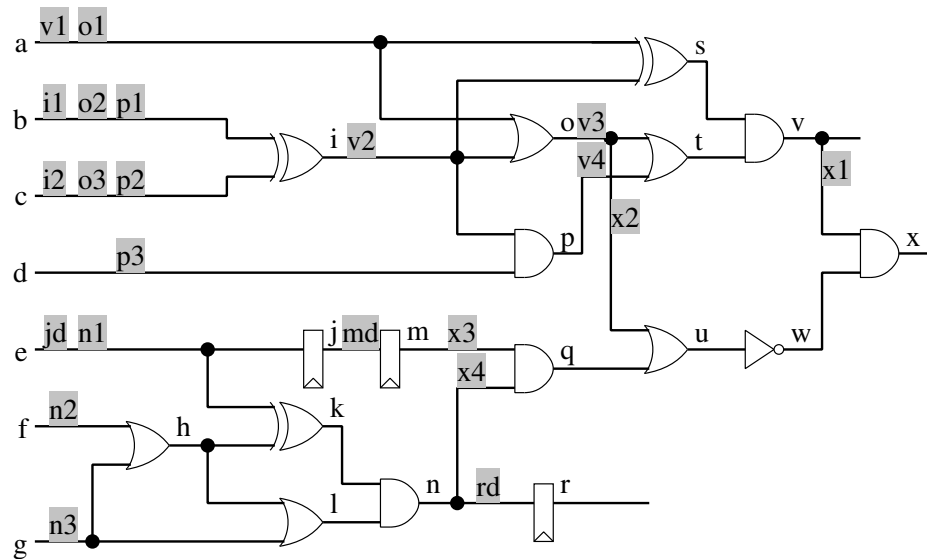 v1 o1
a s
i1 o2 p1 o v3 v
b i v2 t
v4
i2 o3 p2 x1
c
x2
p x
p3
d
jd n1 j md m x3 u w
e q
x4
n2 k
f h
n rd r
n3 l
g